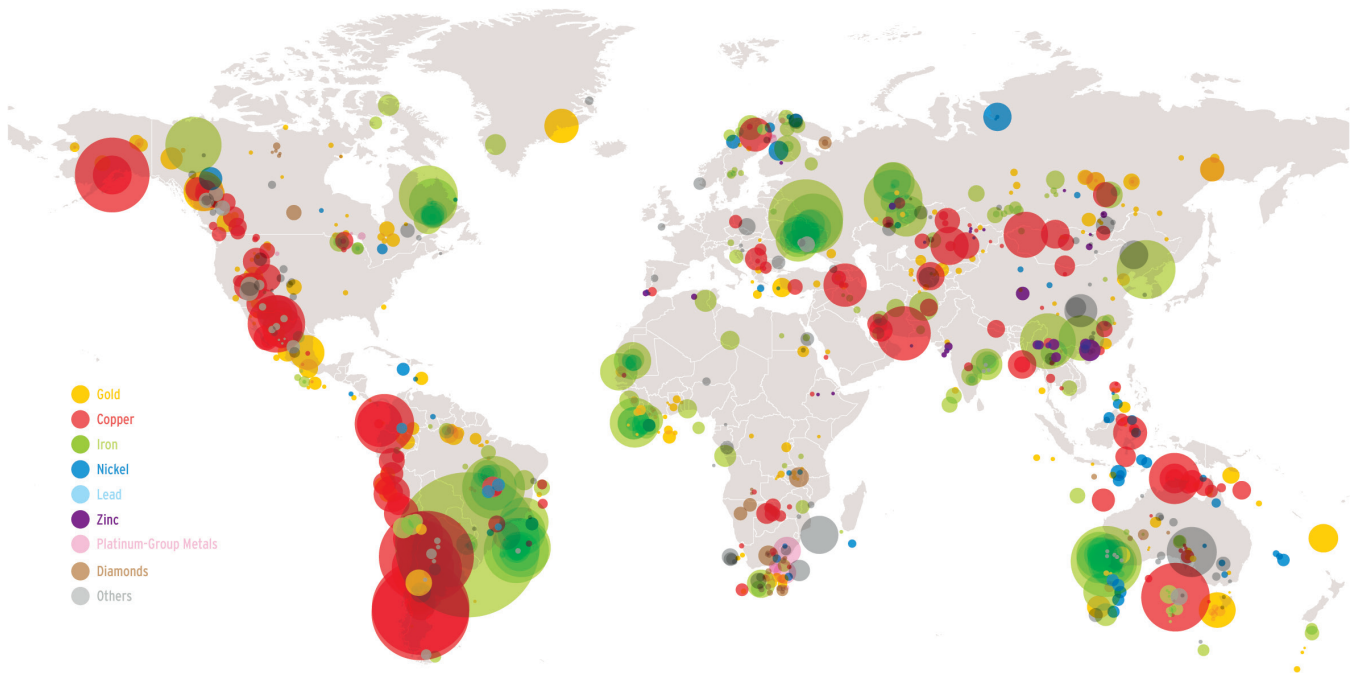 Gold
Copper
Iron
Nickel
Lead
Zinc
Platinum-Group Metals
Diamonds
Others